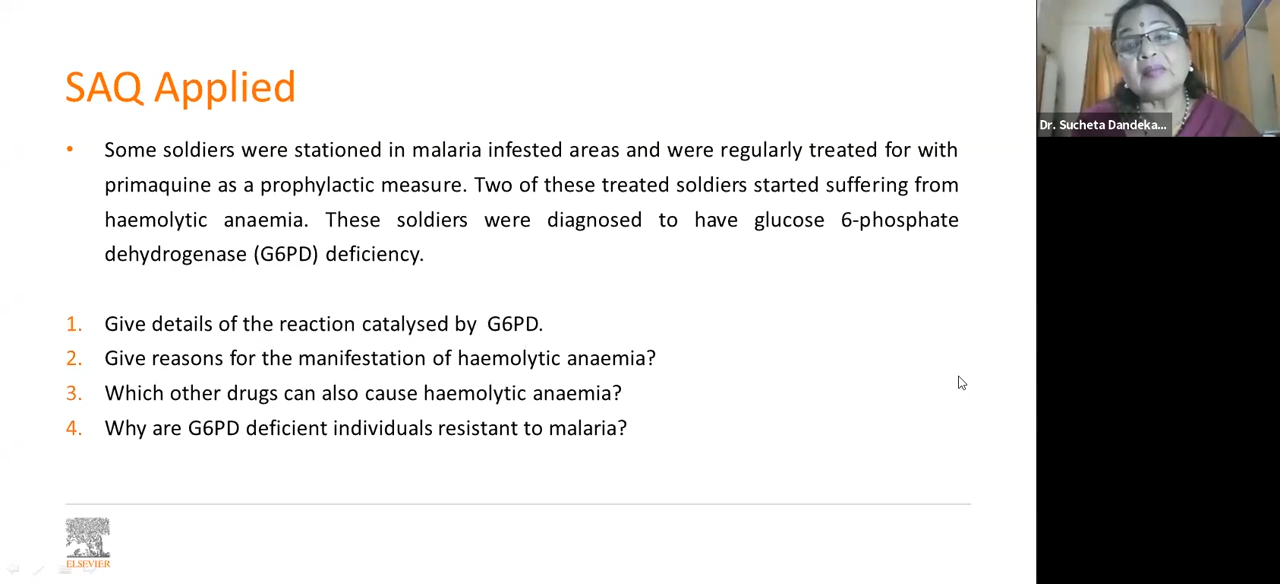 SAQ Applied
• Some soldiers were stationed in malaria infested areas and were regularly treated for with
primaquine as a prophylactic measure. Two of these treated soldiers started suffering from
haemolytic anaemia. These soldiers were diagnosed to have glucose 6-phosphate
dehydrogenase (G6PD) deficiency.
1. Give details of the reaction catalysed by G6PD.
2. Give reasons for the manifestation of haemolytic anaemia?
3. Which other drugs can also cause haemolytic anaemia?
4. Why are G6PD deficient individuals resistant to malaria?
ELSEVIER
Dr. Sucheta Dandeka...